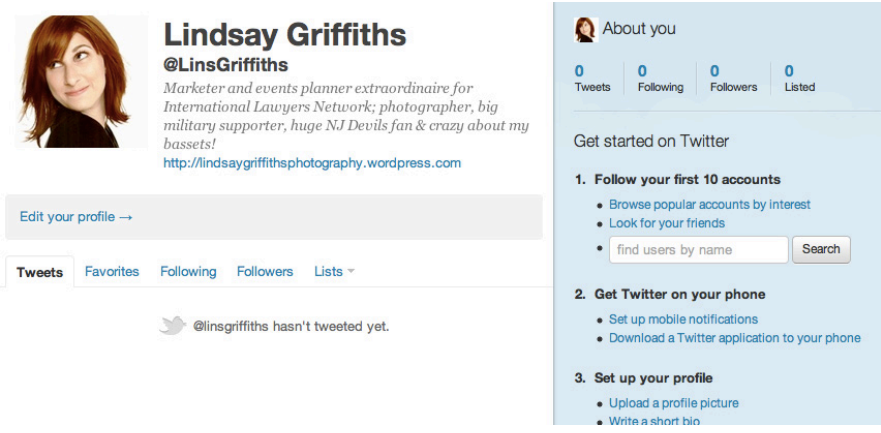 Lindsay Griffiths
@LinsGriffiths
Marketer and events planner extraordinaire for
International Lawyers Network; photographer, big
military supporter, huge NJ Devils fan & crazy about my
bassets!
http://lindsaygriffithsphotography.wordpress.com
Edit your profile →
Tweets Favorites Following Followers Lists
@linsgriffiths hasn't tweeted yet.
About you
0 0 0 0
Tweets Following Followers Listed
Get started on Twitter
1. Follow your first 10 accounts
• Browse popular accounts by interest
• Look for your friends
• find users by name Search
2. Get Twitter on your phone
• Set up mobile notifications
• Download a Twitter application to your phone
3. Set up your profile
• Upload a profile picture
• Write a short bio